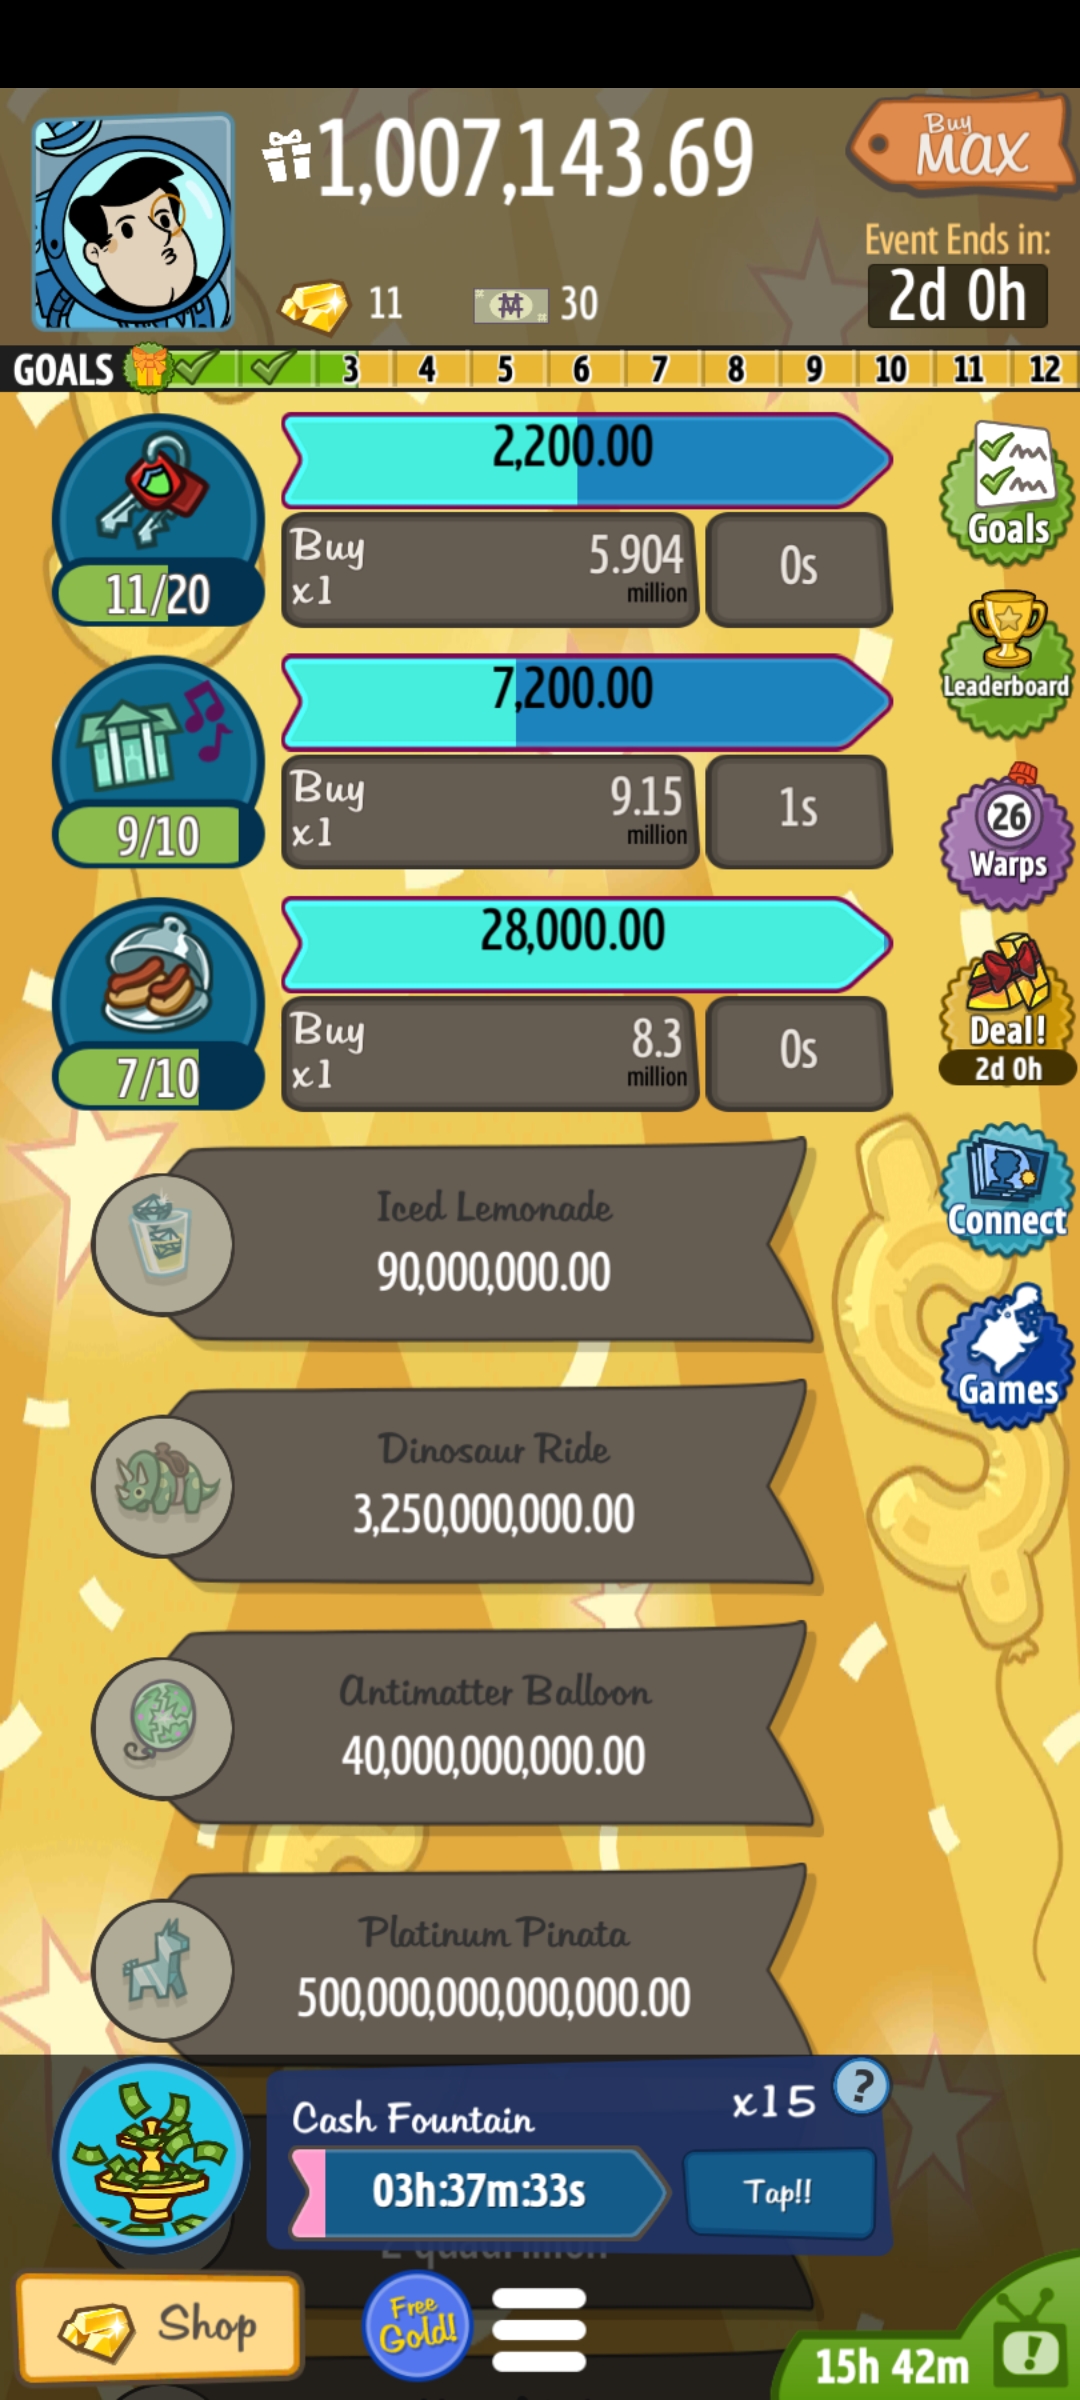 1,007,143.69
Buy
MAX
Event Ends in:
2d 0h
11
30
GOALS 3 4 5 6 7 8 9 10 11 12
2,200.00
11/20
Buy
x1
5.904
million
0s
Goals
Leaderboard
7,200.00
9/10
Buy
x1
9.15
million
1s
26
Warps
28,000.00
7/10
Buy
x1
8.3
million
0s
Deal!
2d 0h
Iced Lemonade
90,000,000.00
Connect
Dinosaur Ride
3,250,000,000.00
Games
Antimatter Balloon
40,000,000,000.00
Platinum Pinata
500,000,000,000,000.00
Cash Fountain
x15
?
03h:37m:33s
Tap!!
2 quadrillion
Shop
Free
Gold!
15h 42m
!